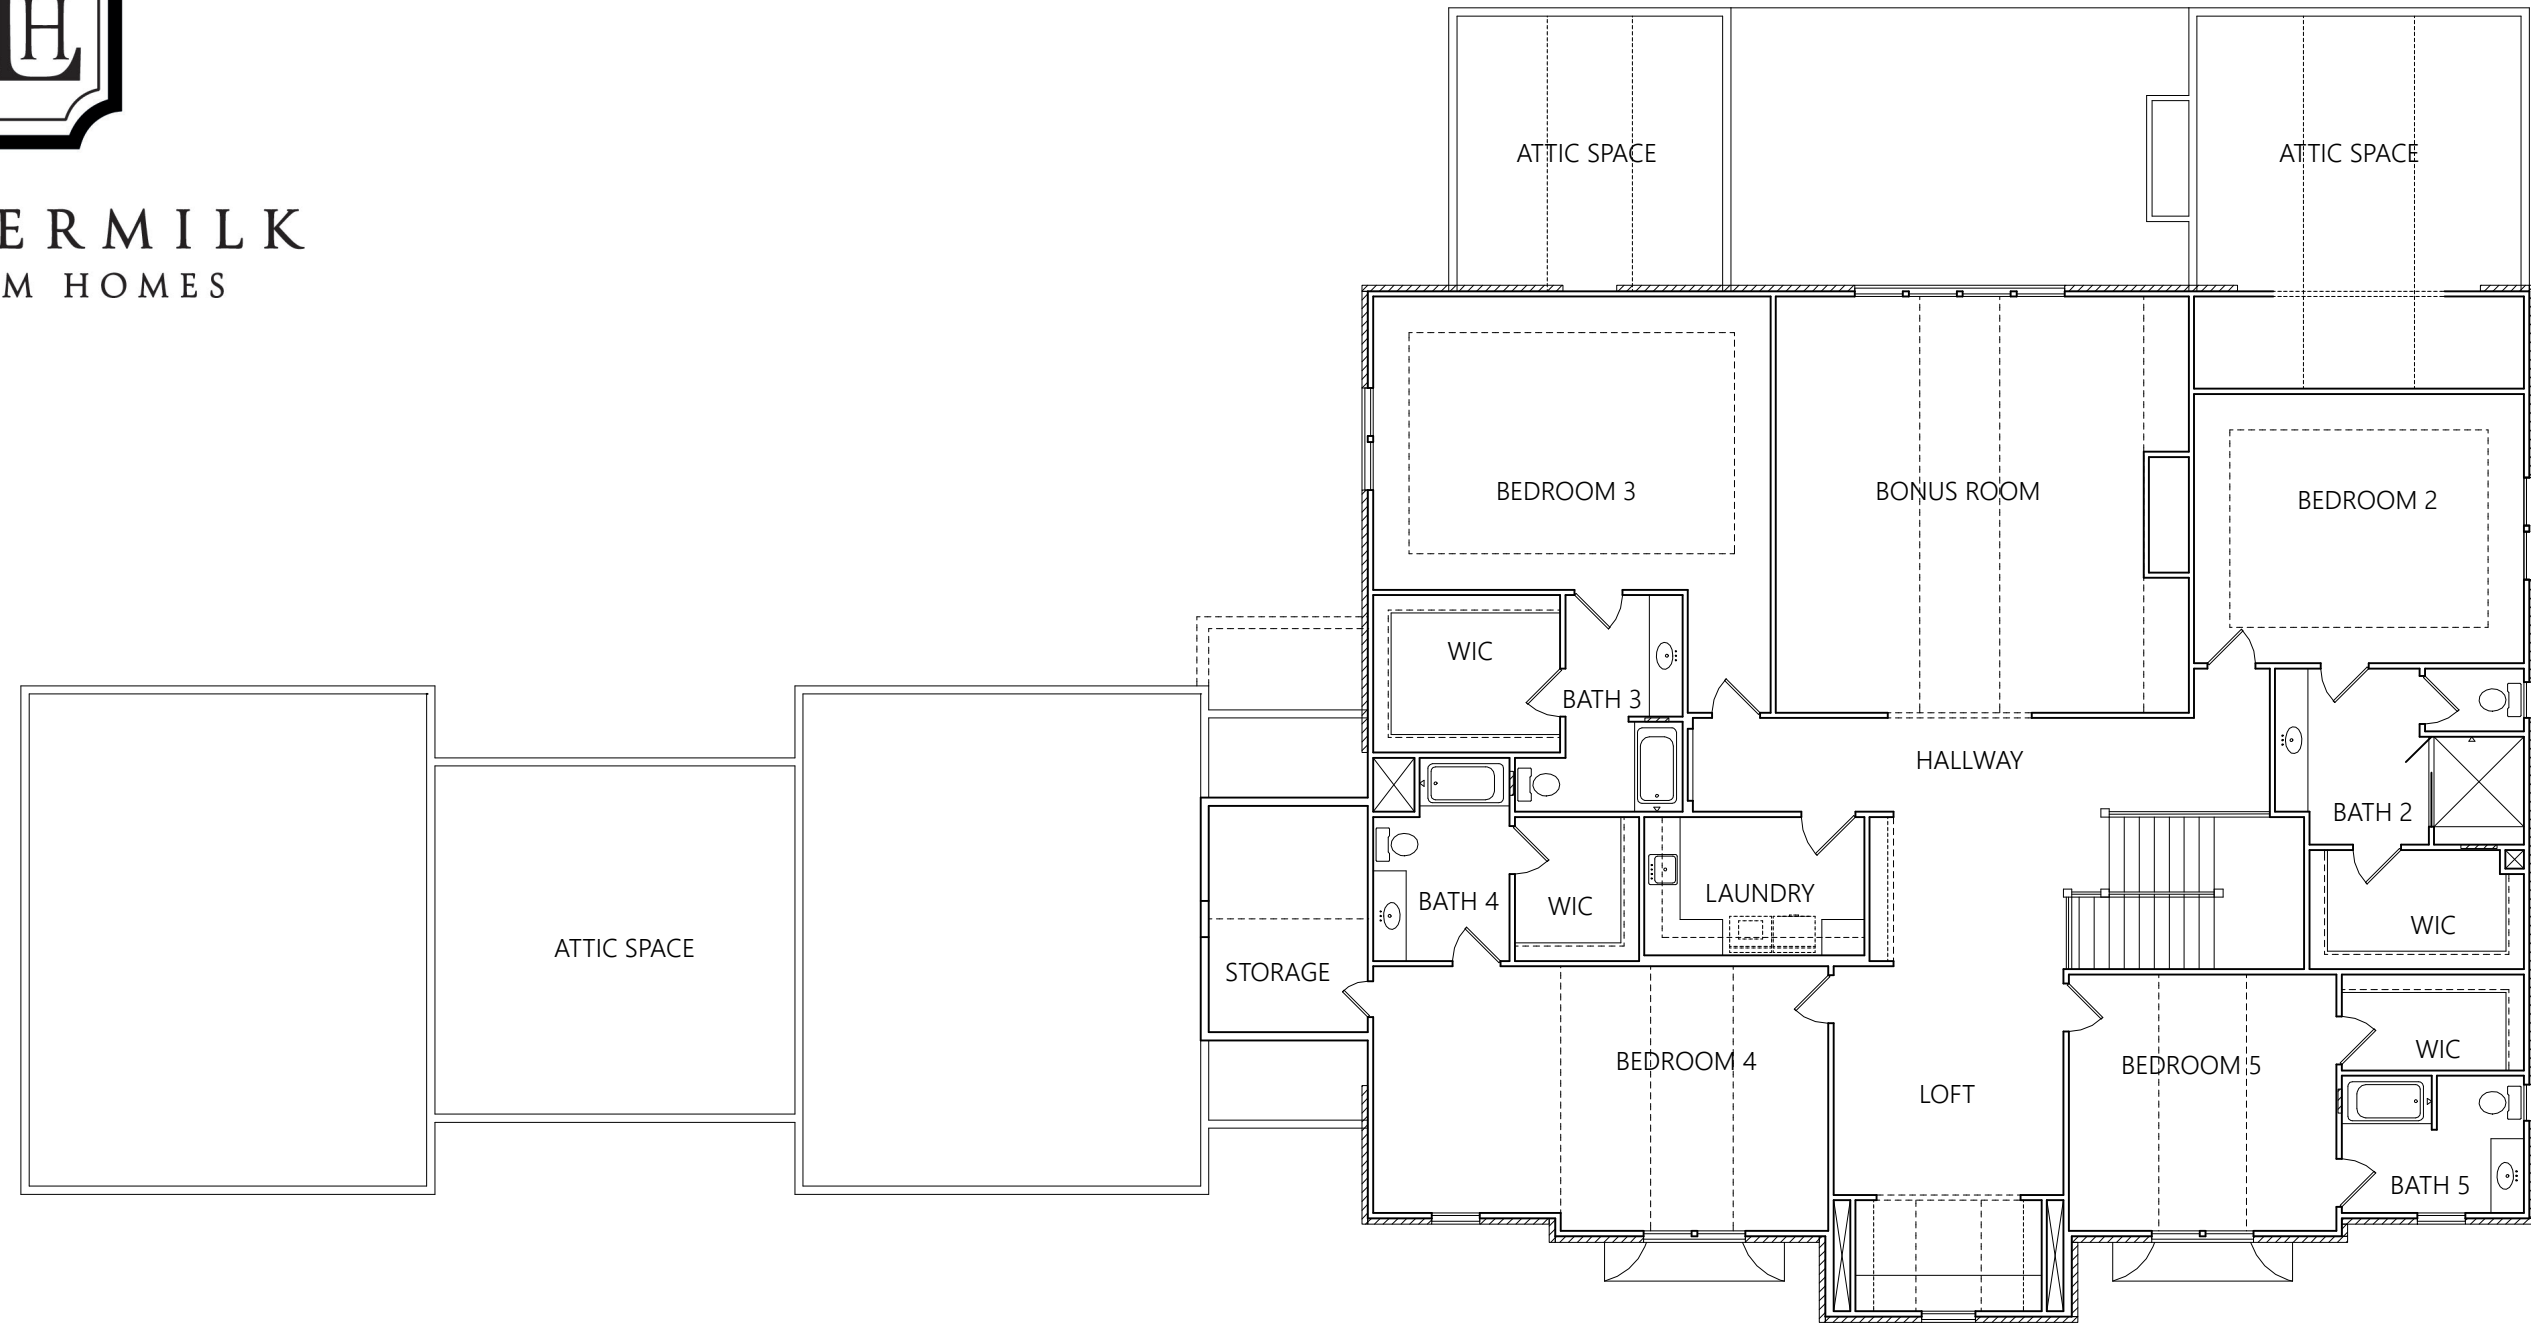 H
ERMILK
M HOMES
ATTIC SPACE
ATTIC SPACE
BEDROOM 3
BONUS ROOM
BEDROOM 2
WIC
BATH 3
HALLWAY
BATH 2
LAUNDRY
BATH 4
WIC
WIC
ATTIC SPACE
STORAGE
WIC
BEDROOM 4
BEDROOM 5
LOFT
BATH 5